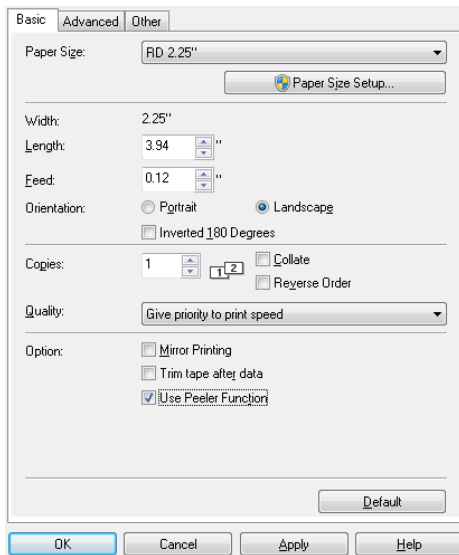 Basic Advanced Other
Paper Size: RD 2.25"
Paper Size Setup...
Width: 2.25"
Length: 3.94 "
Feed: 0.12 "
Orientation: Portrait Landscape
Inverted 180 Degrees
Copies: 1 1 2 Collate
Reverse Order
Quality: Give priority to print speed
Option: Mirror Printing
Trim tape after data
Use Peeler Function
Default
OK Cancel Apply Help